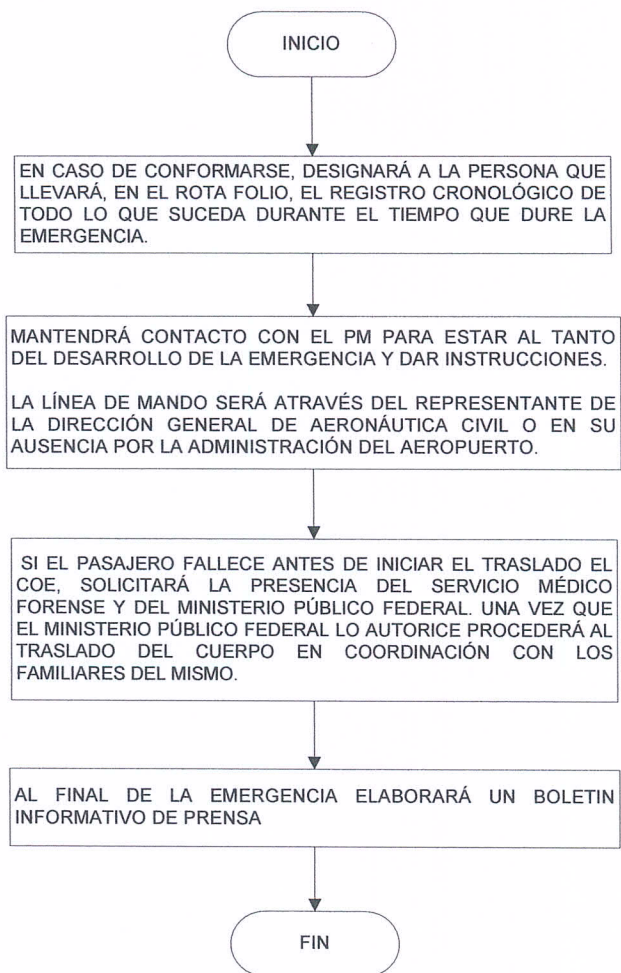 INICIO
EN CASO DE CONFORMARSE, DESIGNARÁ A LA PERSONA QUE
LLEVARÁ, EN EL ROTA FOLIO, EL REGISTRO CRONOLÓGICO DE
TODO LO QUE SUCEDA DURANTE EL TIEMPO QUE DURE LA
EMERGENCIA.
MANTENDRÁ CONTACTO CON EL PM PARA ESTAR AL TANTO
DEL DESARROLLO DE LA EMERGENCIA Y DAR INSTRUCCIONES.
LA LÍNEA DE MANDO SERÁ ATRAVÉS DEL REPRESENTANTE DE
LA DIRECCIÓN GENERAL DE AERONÁUTICA CIVIL O EN SU
AUSENCIA POR LA ADMINISTRACIÓN DEL AEROPUERTO.
SI EL PASAJERO FALLECE ANTES DE INICIAR EL TRASLADO EL
COE, SOLICITARÁ LA PRESENCIA DEL SERVICIO MÉDICO
FORENSE Y DEL MINISTERIO PÚBLICO FEDERAL. UNA VEZ QUE
EL MINISTERIO PÚBLICO FEDERAL LO AUTORICE PROCEDERÁ AL
TRASLADO DEL CUERPO EN COORDINACIÓN CON LOS
FAMILIARES DEL MISMO.
AL FINAL DE LA EMERGENCIA ELABORARÁ UN BOLETIN
INFORMATIVO DE PRENSA
FIN